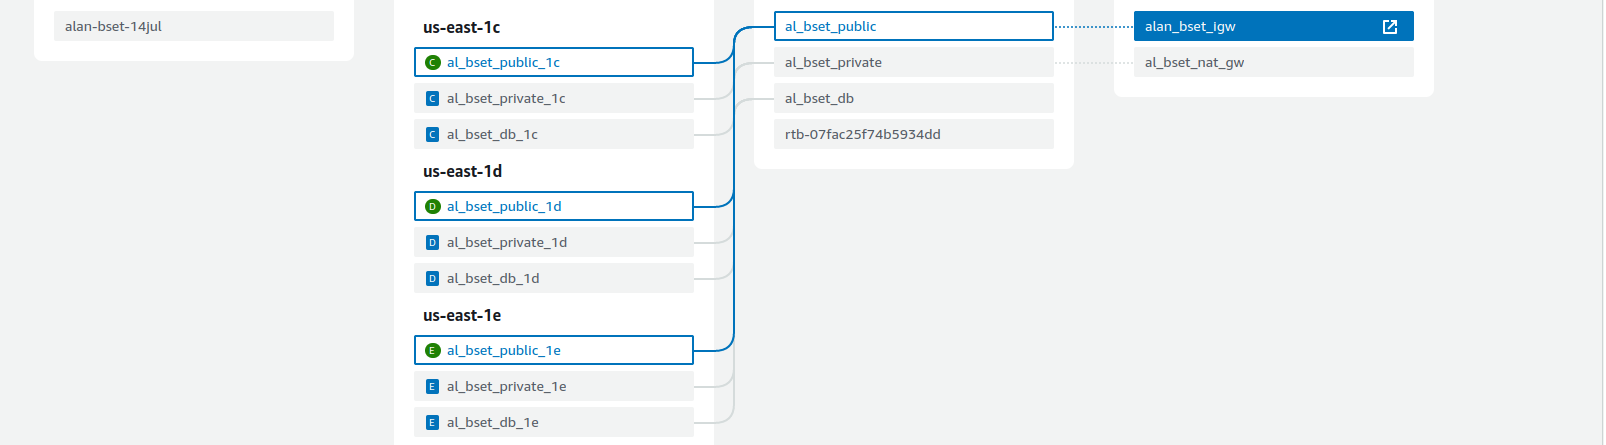 alan-bset-14jul
us-east-1c
C al_bset_public_1c
C al_bset_private_1c
C al_bset_db_1c
us-east-1d
D al_bset_public_1d
D al_bset_private_1d
D al_bset_db_1d
us-east-1e
E al_bset_public_1e
E al_bset_private_1e
E al_bset_db_1e
al_bset_public
al_bset_private
al_bset_db
rtb-07fac25f74b5934dd
alan_bset_igw
al_bset_nat_gw